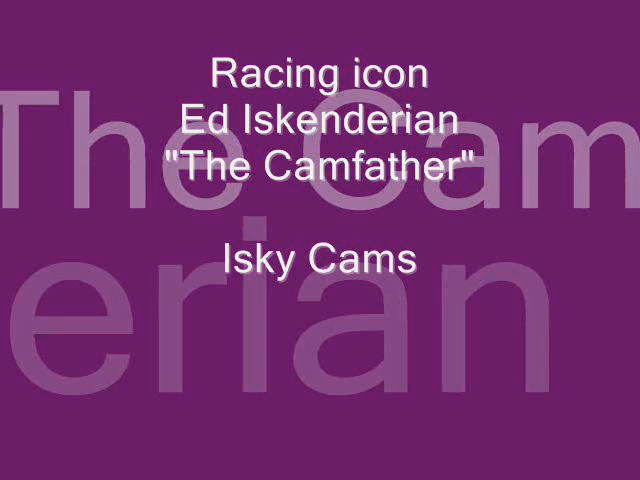 Racing icon
Ed Iskenderian
"The Camfather"
Isky Cams
The Cam
erian